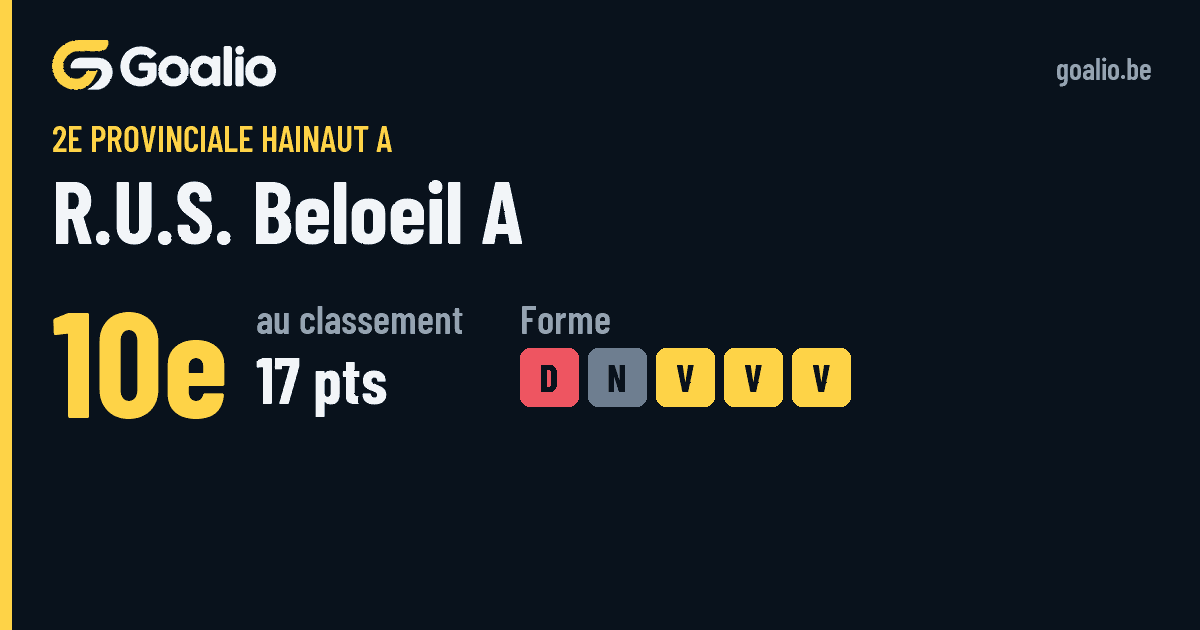 Goalio
goalio.be
2E PROVINCIALE HAINAUT A
R.U.S. Beloeil A
10e
au classement
17 pts
Forme
D N V V V